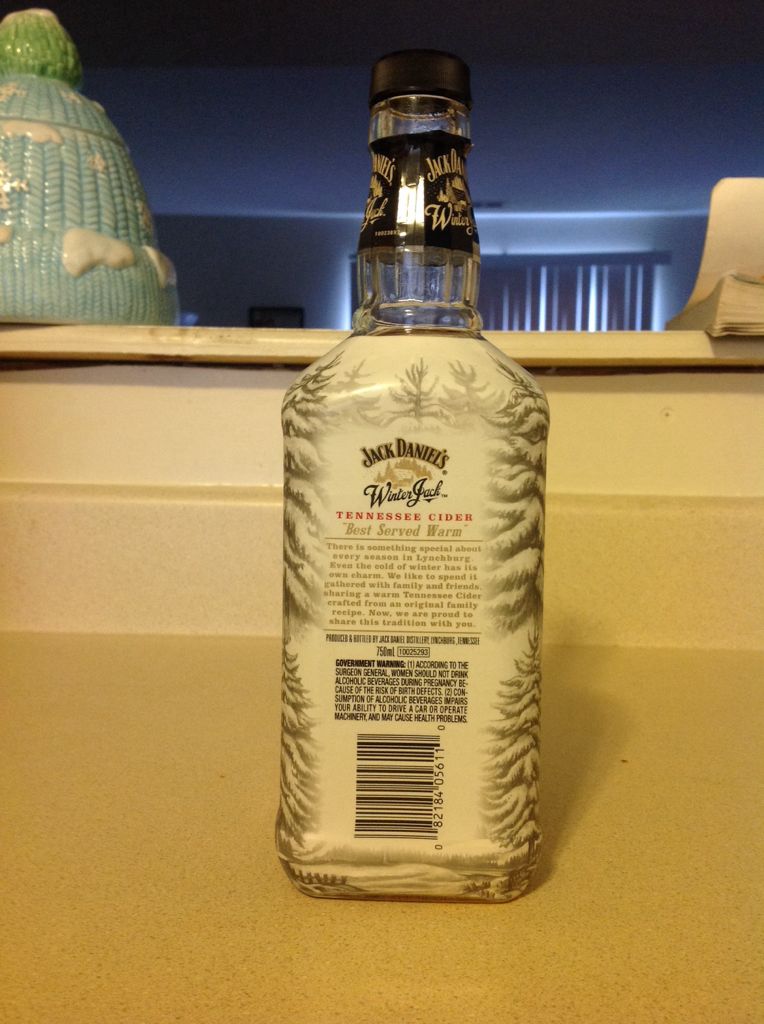 JACK DANIEL'S
Winter
JACK DANIEL'S
Winter Jack™
TENNESSEE CIDER
"Best Served Warm"
There is something special about
every season in Lynchburg.
Even the cold of winter has its
own charm. We like to spend it
gathered with family and friends,
sharing a warm Tennessee Cider
crafted from an original family
recipe. Now, we are proud to
share this tradition with you.
PRODUCED & BOTTLED BY JACK DANIEL DISTILLERY, LYNCHBURG, TENNESSEE
750mL 10025293
GOVERNMENT WARNING: (1) ACCORDING TO THE
SURGEON GENERAL, WOMEN SHOULD NOT DRINK
ALCOHOLIC BEVERAGES DURING PREGNANCY BE-
CAUSE OF THE RISK OF BIRTH DEFECTS. (2) CON-
SUMPTION OF ALCOHOLIC BEVERAGES IMPAIRS
YOUR ABILITY TO DRIVE A CAR OR OPERATE
MACHINERY, AND MAY CAUSE HEALTH PROBLEMS.
0 82184 05611 0